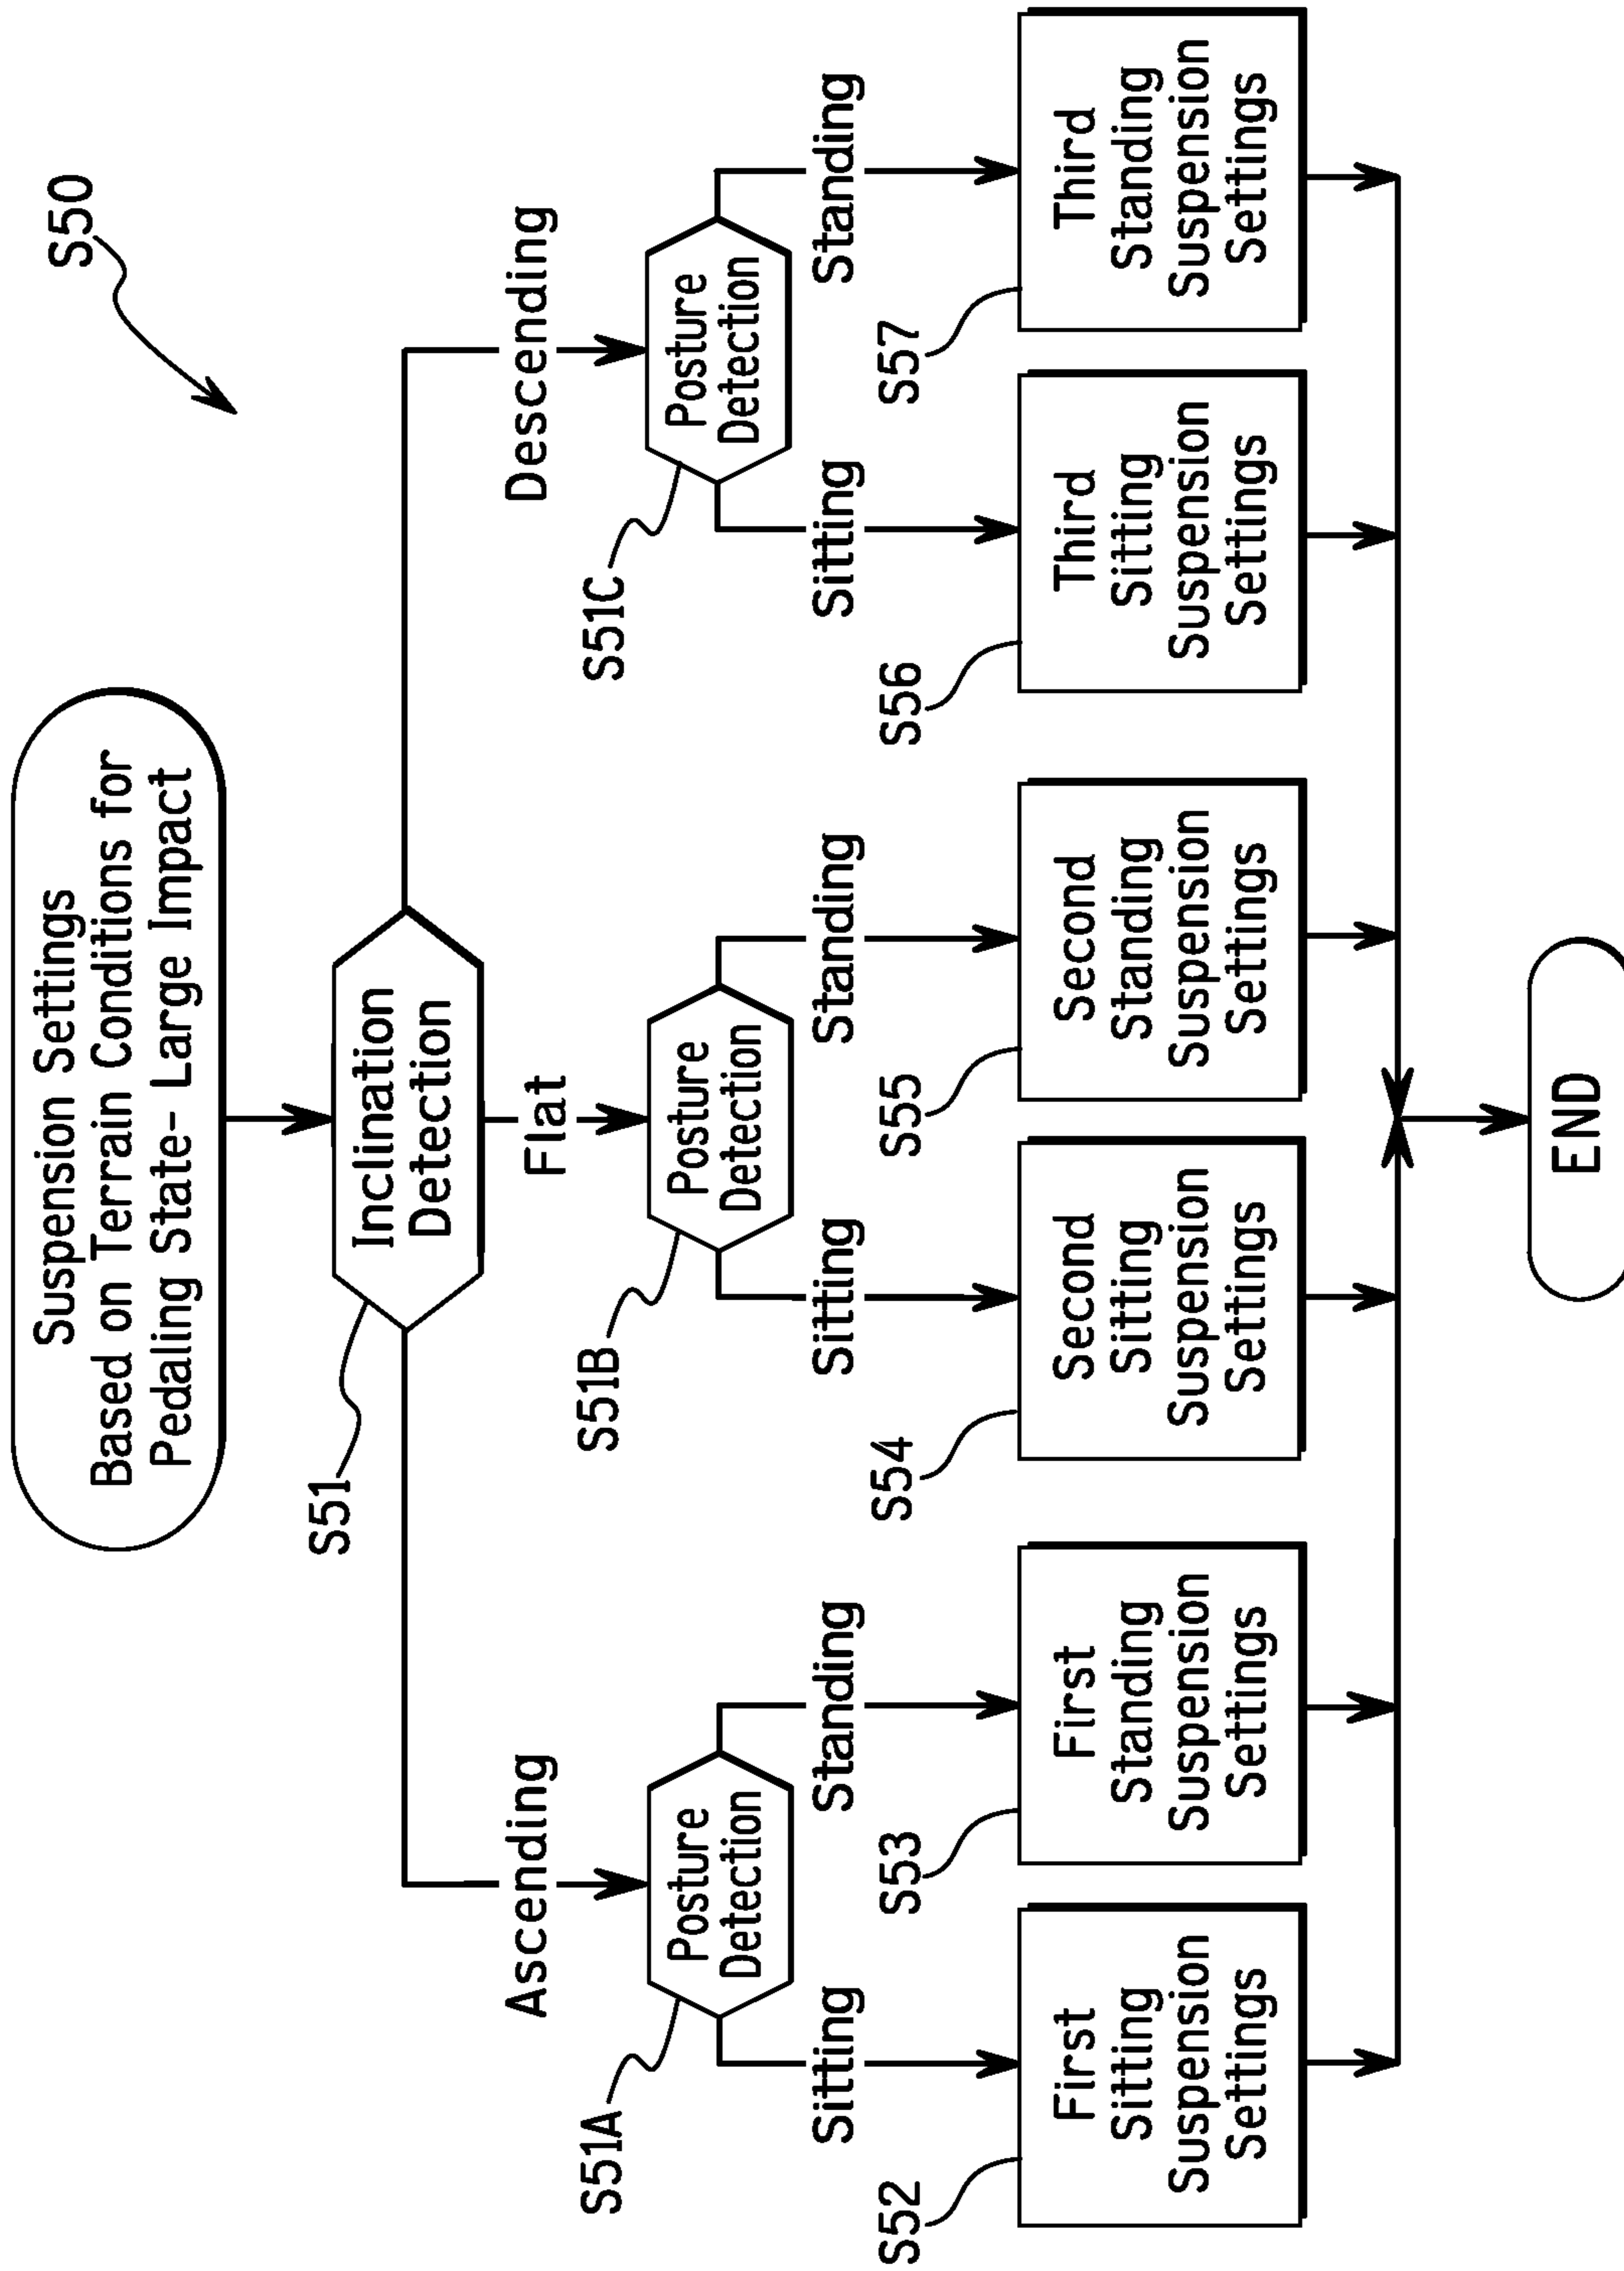 S50
Suspension Settings
Based on Terrain Conditions for
Pedaling State- Large Impact
S51
Inclination
Detection
Ascending
Flat
Descending
S51A
Posture
Detection
S51B
Posture
Detection
S51C
Posture
Detection
Sitting
Standing
Sitting
Standing
Sitting
Standing
S52
First
Sitting
Suspension
Settings
S53
First
Standing
Suspension
Settings
S54
Second
Sitting
Suspension
Settings
S55
Second
Standing
Suspension
Settings
S56
Third
Sitting
Suspension
Settings
S57
Third
Standing
Suspension
Settings
END